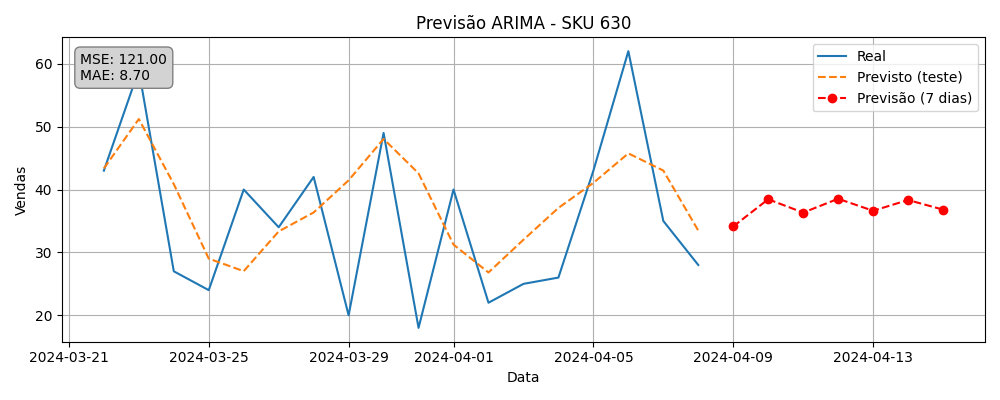 Previsão ARIMA - SKU 630
MSE: 121.00
MAE: 8.70
Real
Previsto (teste)
Previsão (7 dias)
Vendas
60
50
40
30
20
2024-03-21
2024-03-25
2024-03-29
2024-04-01
2024-04-05
2024-04-09
2024-04-13
Data